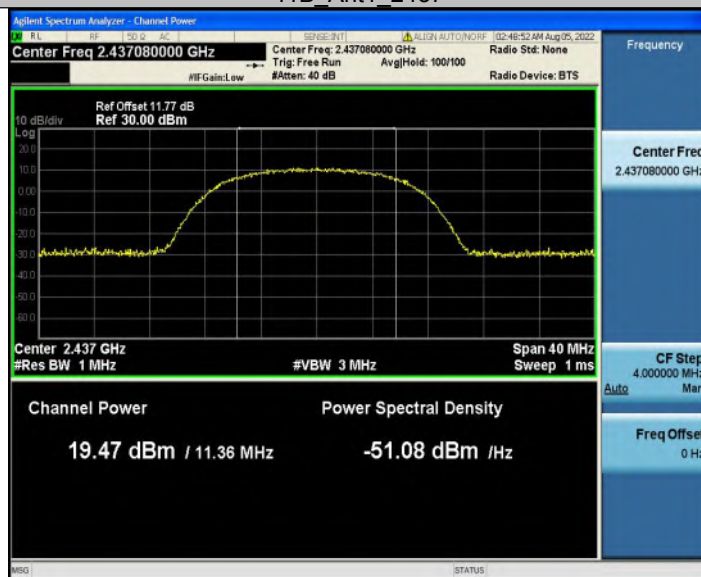 11B_Ant1_2437
Agilent Spectrum Analyzer - Channel Power
RL RF 50 Ω AC SENSE:INT ALIGN AUTO/NO RF 02:48:52 AM Aug 05, 2022
Center Freq 2.437080000 GHz
Center Freq: 2.437080000 GHz
Radio Std: None
Trig: Free Run Avg|Hold: 100/100
#IFGain:Low #Atten: 40 dB Radio Device: BTS
Frequency
Ref Offset 11.77 dB
10 dB/div Ref 30.00 dBm
Log
20.0
10.0
0.00
-10.0
-20.0
-30.0
-40.0
-50.0
-60.0
Center Freq
2.437080000 GHz
Center 2.437 GHz Span 40 MHz
#Res BW 1 MHz #VBW 3 MHz Sweep 1 ms
CF Step
4.000000 MHz
Auto Man
Channel Power Power Spectral Density
19.47 dBm / 11.36 MHz -51.08 dBm /Hz
Freq Offset
0 Hz
MSG STATUS